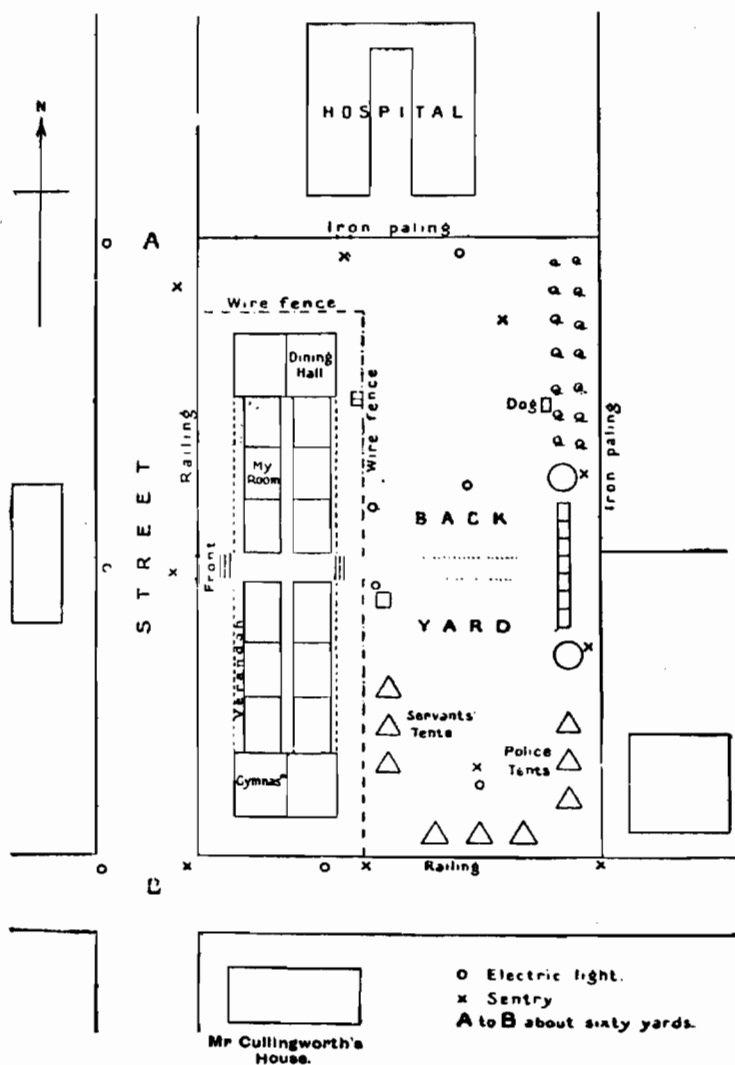 N
HOSPITAL
Iron paling
A
Wire fence
Dining
Hall
Railing
Wire fence
Dog
Iron paling
My
Room
STREET
BACK
Front
YARD
Verandah
Servants'
Tents
Police
Tents
Gymnasm
Railing
B
o Electric light.
x Sentry
A to B about sixty yards.
Mr Cullingworth's
House.